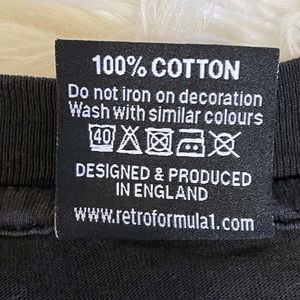 100% COTTON
Do not iron on decoration
Wash with similar colours
40
DESIGNED & PRODUCED
IN ENGLAND
www.retroformula1.com